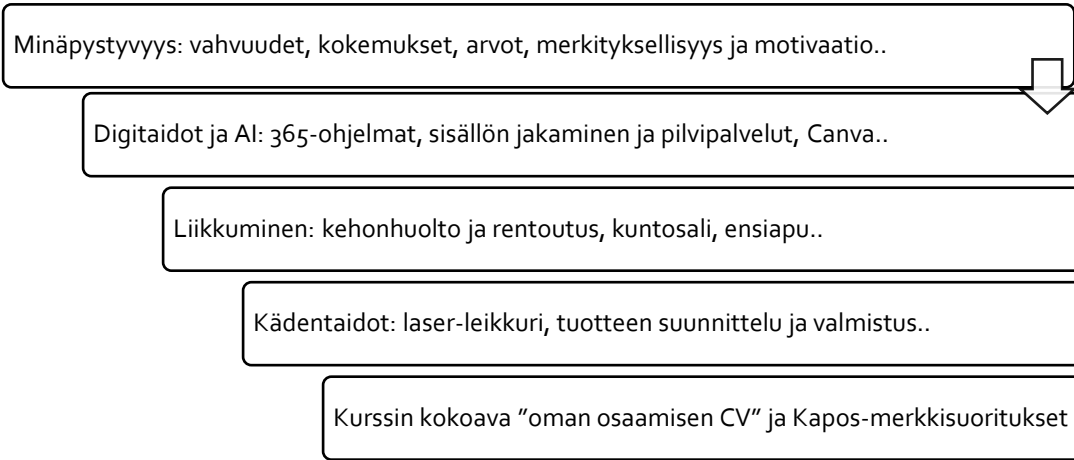 Minäpystyvyys: vahvuudet, kokemukset, arvot, merkityksellisyys ja motivaatio..
Digitaidot ja AI: 365-ohjelmat, sisällön jakaminen ja pilvipalvelut, Canva..
Liikkuminen: kehonhuolto ja rentoutus, kuntosali, ensiapu..
Kädentaidot: laser-leikkuri, tuotteen suunnittelu ja valmistus..
Kurssin kokoava ”oman osaamisen CV” ja Kapos-merkkisuoritukset